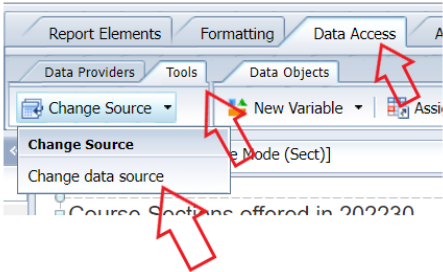 Report Elements Formatting Data Access A
Data Providers Tools Data Objects
Change Source New Variable Assi
Change Source
e Mode (Sect)]
Change data source
Course Sections offered in 202230